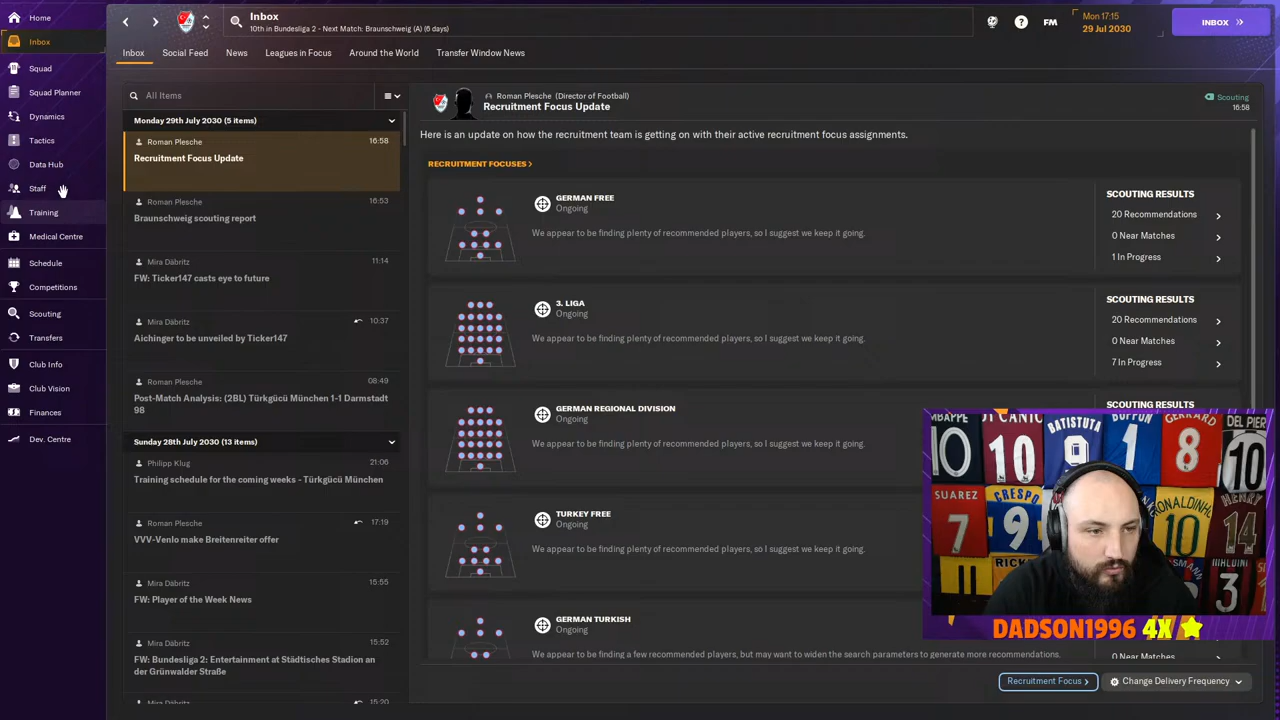 Home
Inbox
Squad
Squad Planner
Dynamics
Tactics
Data Hub
Staff
Training
Medical Centre
Schedule
Competitions
Scouting
Transfers
Club Info
Club Vision
Finances
Dev. Centre
Inbox
10th in Bundesliga 2 - Next Match: Braunschweig (A) (6 days)
FM
Mon 17:15
29 Jul 2030
INBOX
Inbox
Social Feed
News
Leagues in Focus
Around the World
Transfer Window News
All Items
Monday 29th July 2030 (5 items)
Roman Plesche 16:58
Recruitment Focus Update
Roman Plesche 16:53
Braunschweig scouting report
Mira Däbritz 11:14
FW: Ticker147 casts eye to future
Mira Däbritz 10:37
Aichinger to be unveiled by Ticker147
Roman Plesche 08:49
Post-Match Analysis: (2BL) Türkgücü München 1-1 Darmstadt
98
Sunday 28th July 2030 (13 items)
Philipp Klug 21:06
Training schedule for the coming weeks - Türkgücü München
Roman Plesche 17:19
VVV-Venlo make Breitenreiter offer
Mira Däbritz 15:55
FW: Player of the Week News
Mira Däbritz 15:52
FW: Bundesliga 2: Entertainment at Städtisches Stadion an
der Grünwalder Straße
15:20
Roman Plesche (Director of Football)
Recruitment Focus Update
Scouting
16:58
Here is an update on how the recruitment team is getting on with their active recruitment focus assignments.
RECRUITMENT FOCUSES
GERMAN FREE
Ongoing
We appear to be finding plenty of recommended players, so I suggest we keep it going.
SCOUTING RESULTS
20 Recommendations
0 Near Matches
1 In Progress
3. LIGA
Ongoing
We appear to be finding plenty of recommended players, so I suggest we keep it going.
SCOUTING RESULTS
20 Recommendations
0 Near Matches
7 In Progress
GERMAN REGIONAL DIVISION
Ongoing
We appear to be finding plenty of recommended players, so I suggest we keep it going.
SCOUTING RESULTS
TURKEY FREE
Ongoing
We appear to be finding plenty of recommended players, so I suggest we keep it going.
GERMAN TURKISH
Ongoing
We appear to be finding a few recommended players, but may want to widen the search parameters to generate more recommendations.
0 Near Matches
Recruitment Focus
Change Delivery Frequency
MBAPPE
10
DI CANIO
10
BATISTUTA
9
BUFFON
1
GERRARD
8
DEL PIER
10
SUAREZ
7
CRESPO
9
RONALDINHO
10
HENRY
14
3
DADSON1996 4X